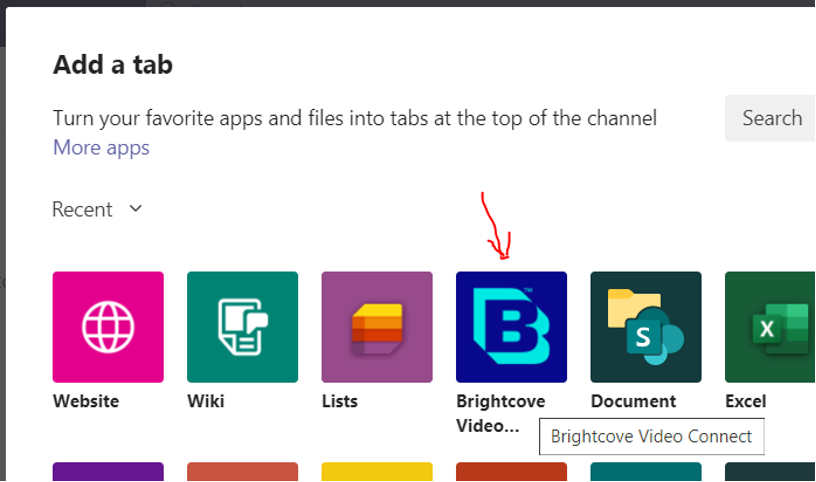 Add a tab
Turn your favorite apps and files into tabs at the top of the channel
Search
More apps
Recent
B™
S
X
Website
Wiki
Lists
Brightcove
Video...
Document
Excel
Brightcove Video Connect